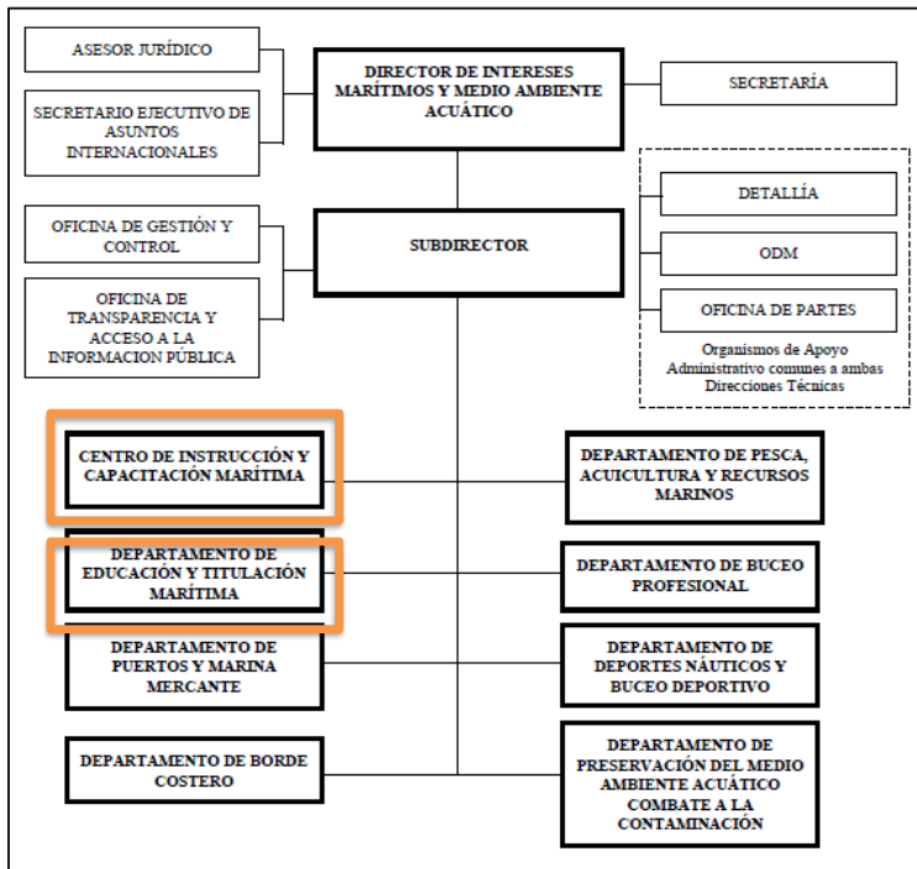 ASESOR JURÍDICO
DIRECTOR DE INTERESES
MARÍTIMOS Y MEDIO AMBIENTE
ACUÁTICO
SECRETARÍA
SECRETARIO EJECUTIVO DE
ASUNTOS
INTERNACIONALES
OFICINA DE GESTIÓN Y
CONTROL
SUBDIRECTOR
DETALLÍA
ODM
OFICINA DE
TRANSPARENCIA Y
ACCESO A LA
INFORMACION PÚBLICA
OFICINA DE PARTES
Organismos de Apoyo
Administrativo comunes a ambas
Direcciones Técnicas
CENTRO DE INSTRUCCIÓN Y
CAPACITACIÓN MARÍTIMA
DEPARTAMENTO DE PESCA,
ACUICULTURA Y RECURSOS
MARINOS
DEPARTAMENTO DE
EDUCACIÓN Y TITULACIÓN
MARÍTIMA
DEPARTAMENTO DE BUCEO
PROFESIONAL
DEPARTAMENTO DE
PUERTOS Y MARINA
MERCANTE
DEPARTAMENTO DE
DEPORTES NÁUTICOS Y
BUCEO DEPORTIVO
DEPARTAMENTO DE BORDE
COSTERO
DEPARTAMENTO DE
PRESERVACIÓN DEL MEDIO
AMBIENTE ACUÁTICO
COMBATE A LA
CONTAMINACIÓN